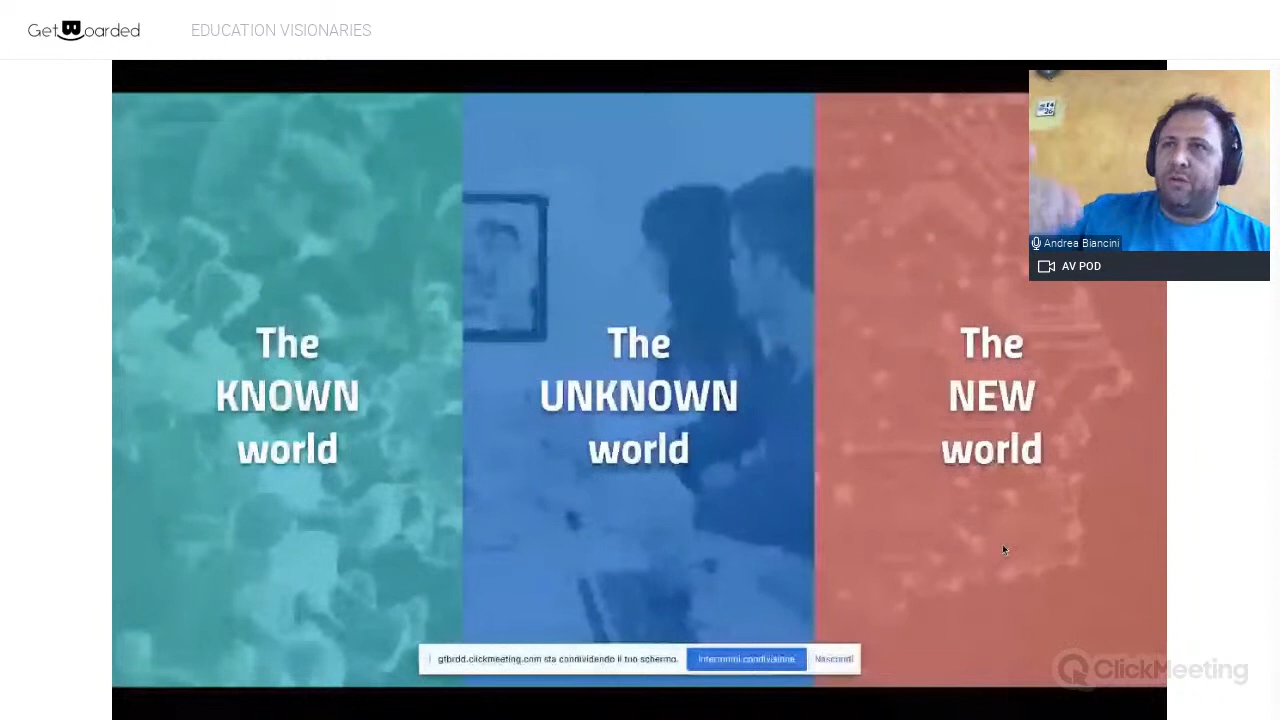 GetBoarded
EDUCATION VISIONARIES
Andrea Biancini
AV POD
The
KNOWN
world
The
UNKNOWN
world
The
NEW
world
gtbrdd.clickmeeting.com sta condividendo il tuo schermo.
Interrompi condivisione
Nascondi
ClickMeeting